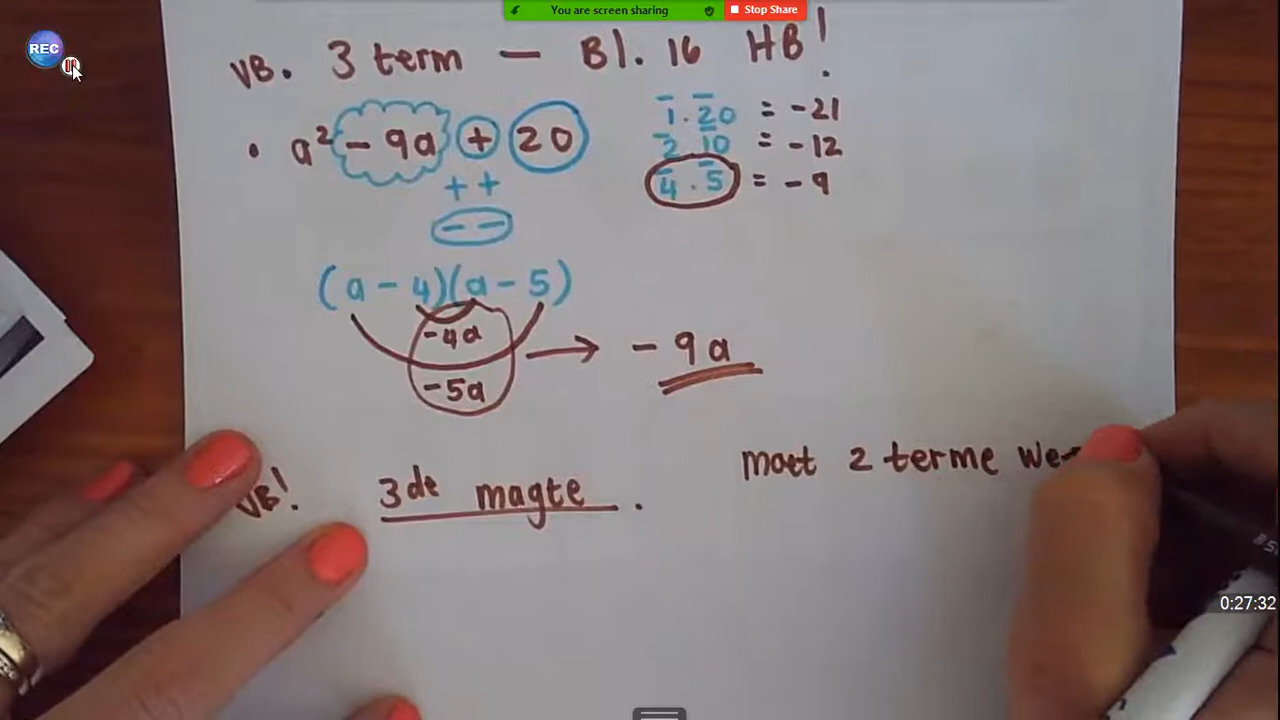 You are screen sharing Stop Share
REC
VB. 3 term — Bl. 16 HB!
• a² - 9a + 20
+ +
- -
-1 . -20 = -21
-2 -10 = -12
-4 . -5 = -9
(a - 4)(a - 5)
-4a
-5a
→ - 9a
moet 2 terme
VB! 3de magte.
0:27:32